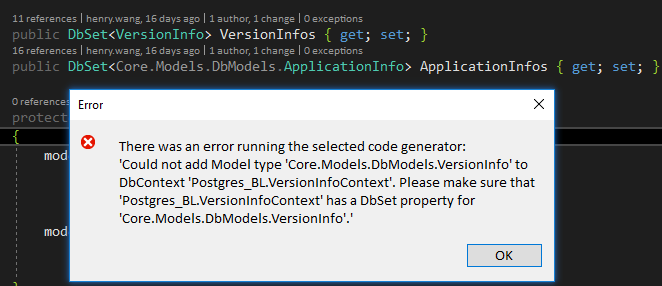 11 references | henry.wang, 16 days ago | 1 author, 1 change | 0 exceptions
public DbSet<VersionInfo> VersionInfos { get; set; }
16 references | henry.wang, 16 days ago | 1 author, 1 change | 0 exceptions
public DbSet<Core.Models.DbModels.ApplicationInfo> ApplicationInfos { get; set; }
0 references
protect
{
mod
mod
}
Error
There was an error running the selected code generator:
'Could not add Model type 'Core.Models.DbModels.VersionInfo' to
DbContext 'Postgres_BL.VersionInfoContext'. Please make sure that
'Postgres_BL.VersionInfoContext' has a DbSet property for
'Core.Models.DbModels.VersionInfo'.'
OK